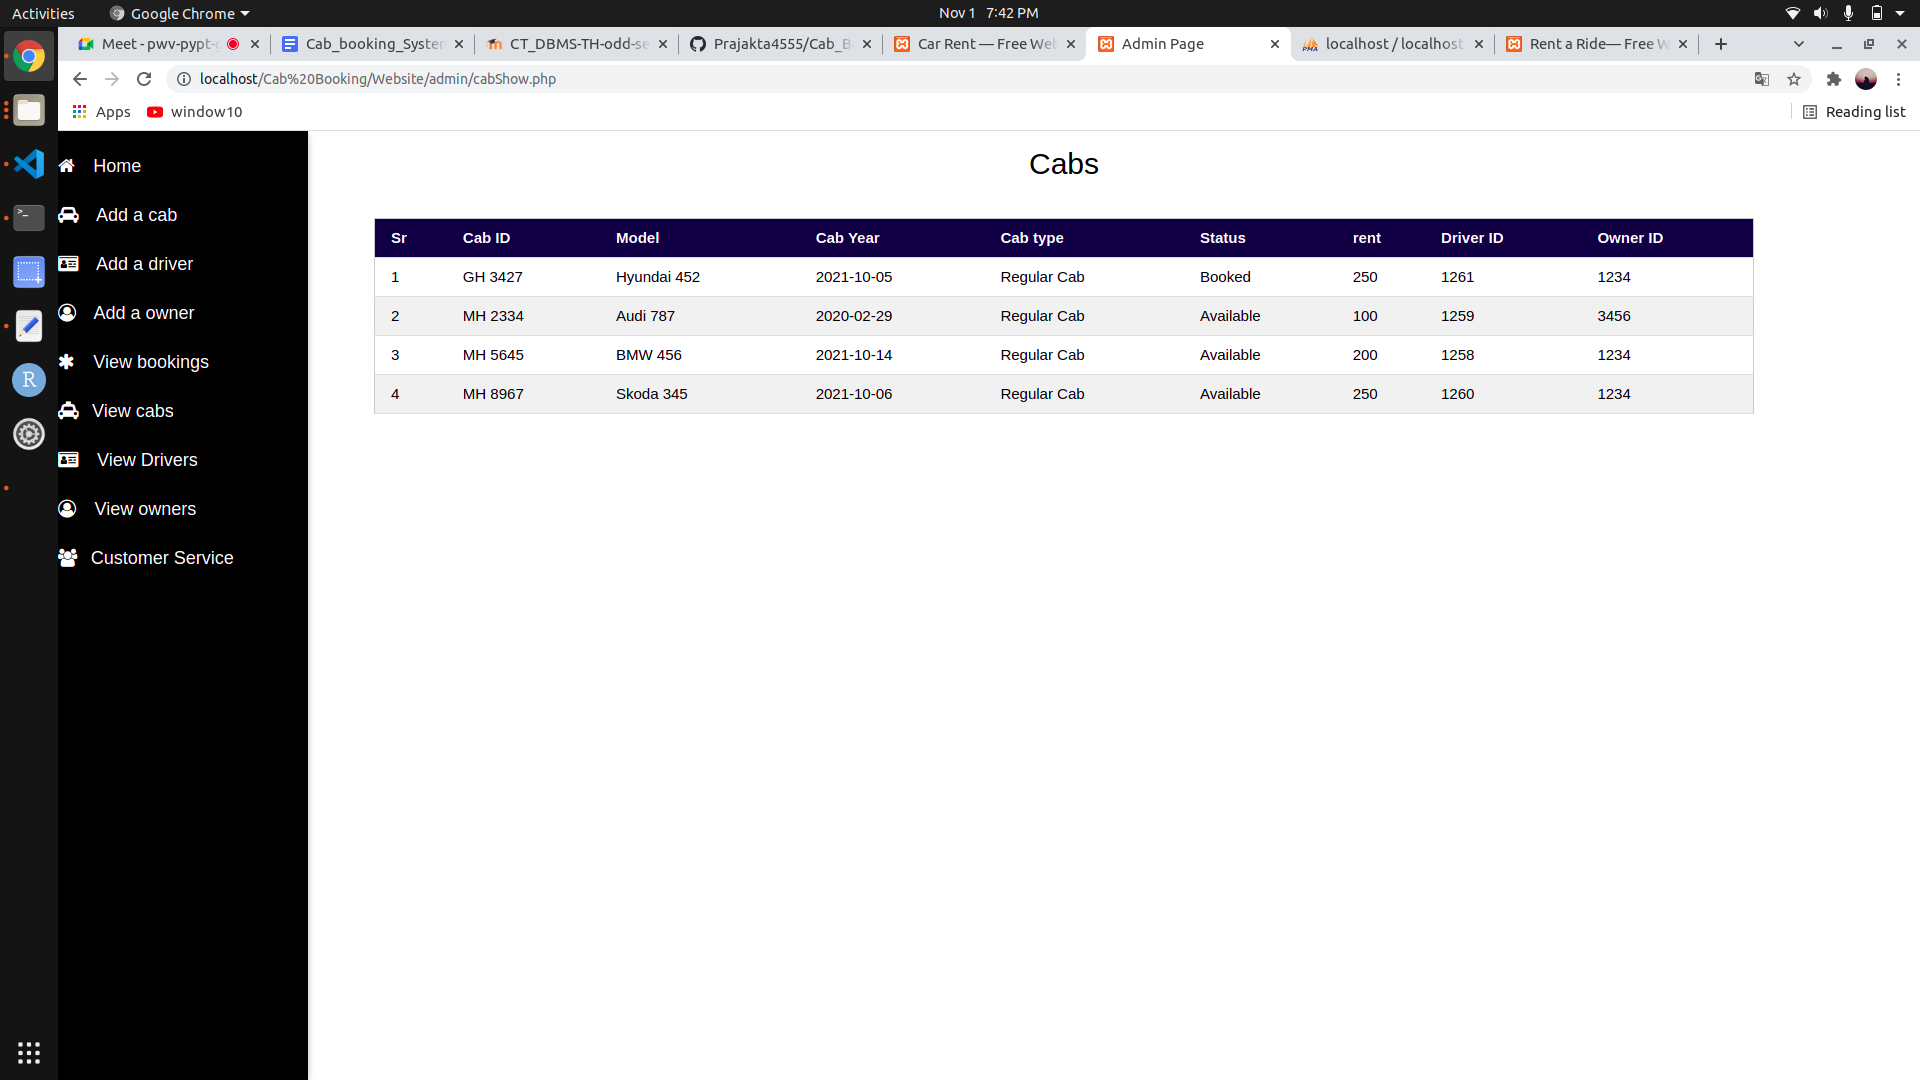 Activities Google Chrome Nov 1 7:42 PM
Meet - pwv-pypt- Cab_booking_System CT_DBMS-TH-odd-se Prajakta4555/Cab_B Car Rent — Free Web Admin Page localhost / localhost Rent a Ride— Free W
localhost/Cab%20Booking/Website/admin/cabShow.php
Apps window10 Reading list
Home
Add a cab
Add a driver
Add a owner
View bookings
View cabs
View Drivers
View owners
Customer Service
Cabs
Sr Cab ID Model Cab Year Cab type Status rent Driver ID Owner ID
1 GH 3427 Hyundai 452 2021-10-05 Regular Cab Booked 250 1261 1234
2 MH 2334 Audi 787 2020-02-29 Regular Cab Available 100 1259 3456
3 MH 5645 BMW 456 2021-10-14 Regular Cab Available 200 1258 1234
4 MH 8967 Skoda 345 2021-10-06 Regular Cab Available 250 1260 1234